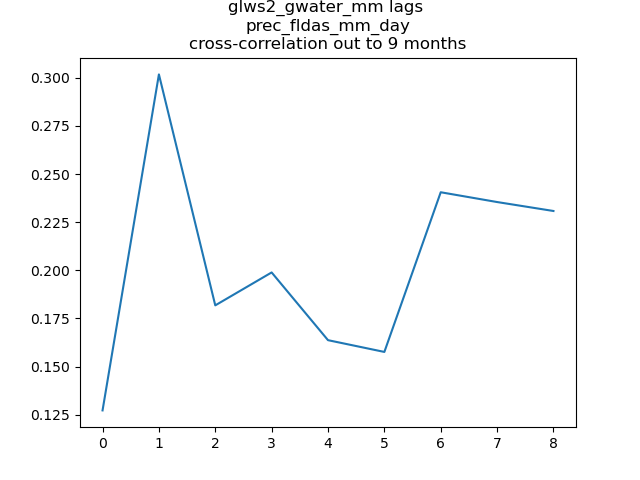 glws2_gwater_mm lags
prec_fldas_mm_day
cross-correlation out to 9 months
0.300
0.275
0.250
0.225
0.200
0.175
0.150
0.125
0 1 2 3 4 5 6 7 8